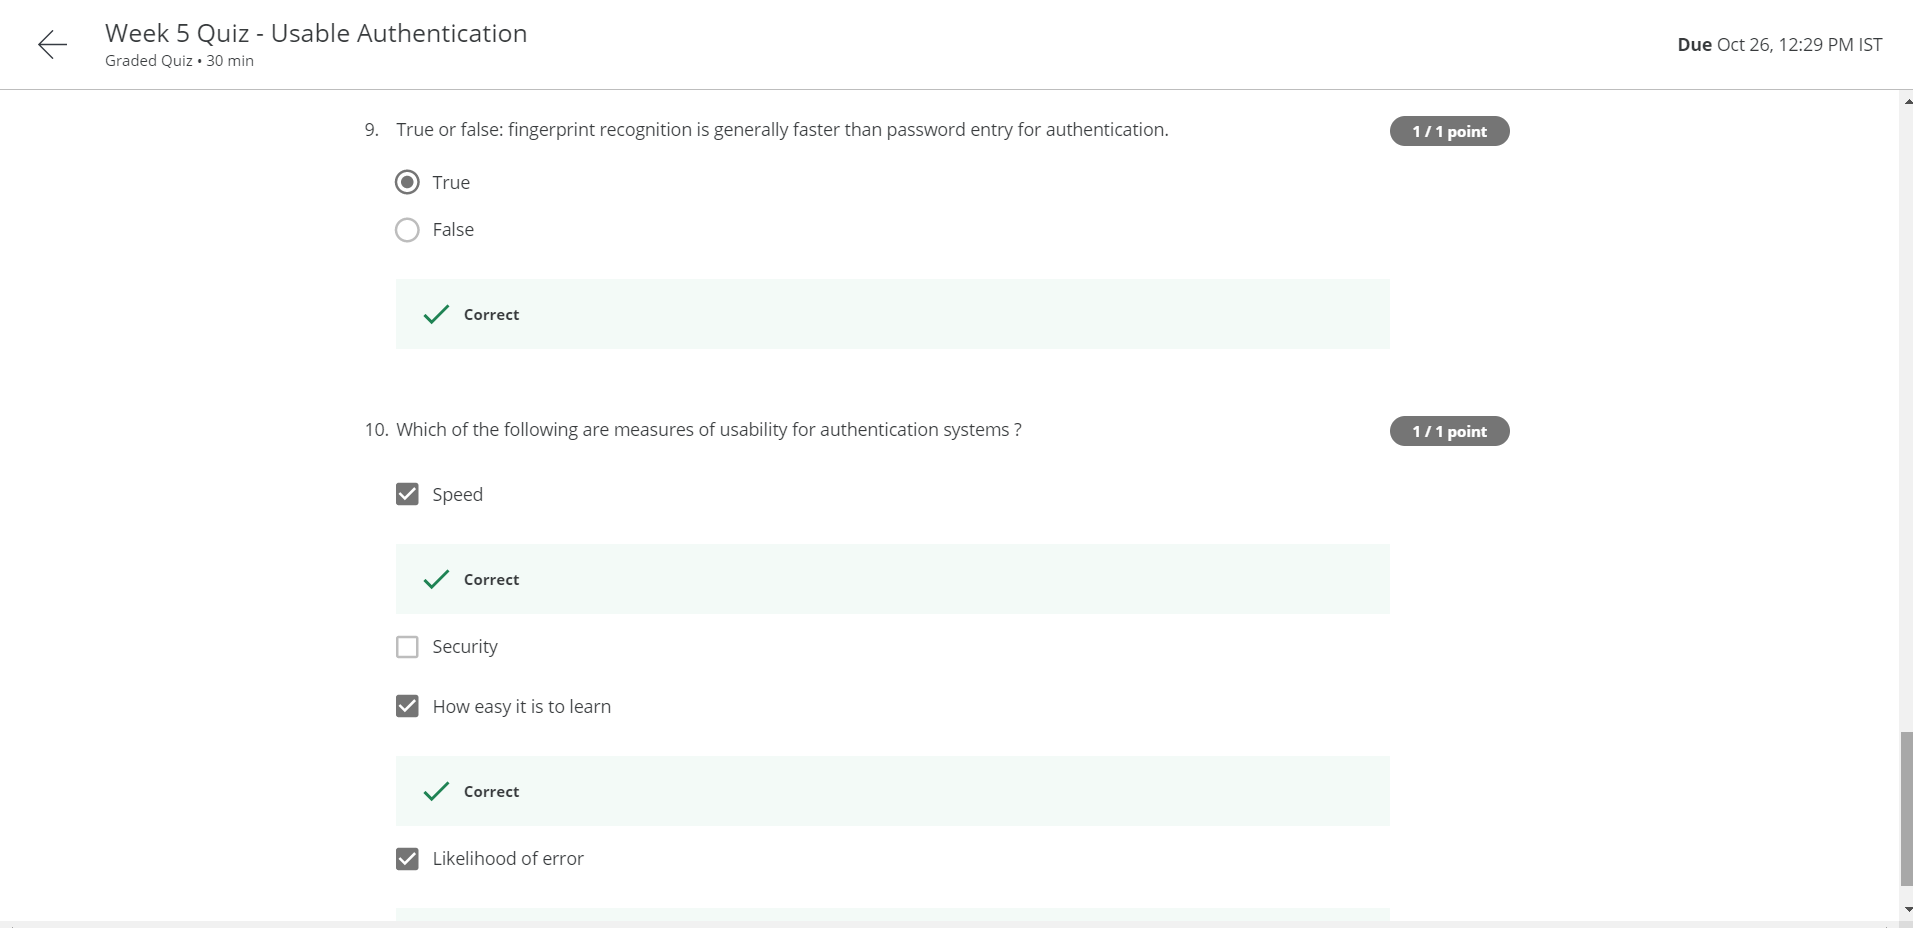 Week 5 Quiz - Usable Authentication
Graded Quiz • 30 min
Due Oct 26, 12:29 PM IST
9. True or false: fingerprint recognition is generally faster than password entry for authentication.
1 / 1 point
True
False
Correct
10. Which of the following are measures of usability for authentication systems ?
1 / 1 point
Speed
Correct
Security
How easy it is to learn
Correct
Likelihood of error